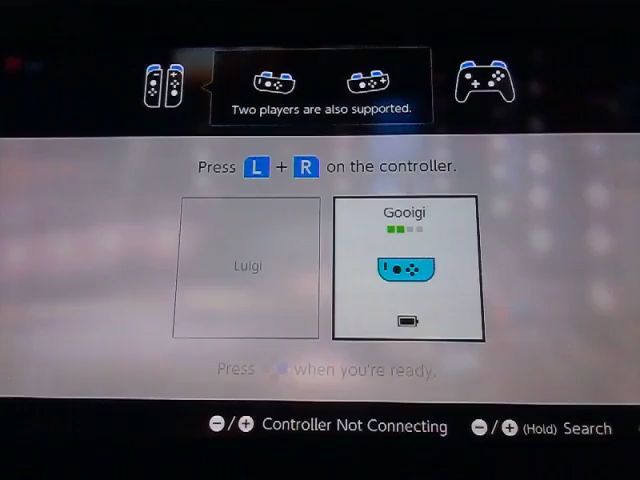 Two players are also supported.
Press L + R on the controller.
Gooigi
Luigi
Press when you're ready.
−/+ Controller Not Connecting
−/+ (Hold) Search